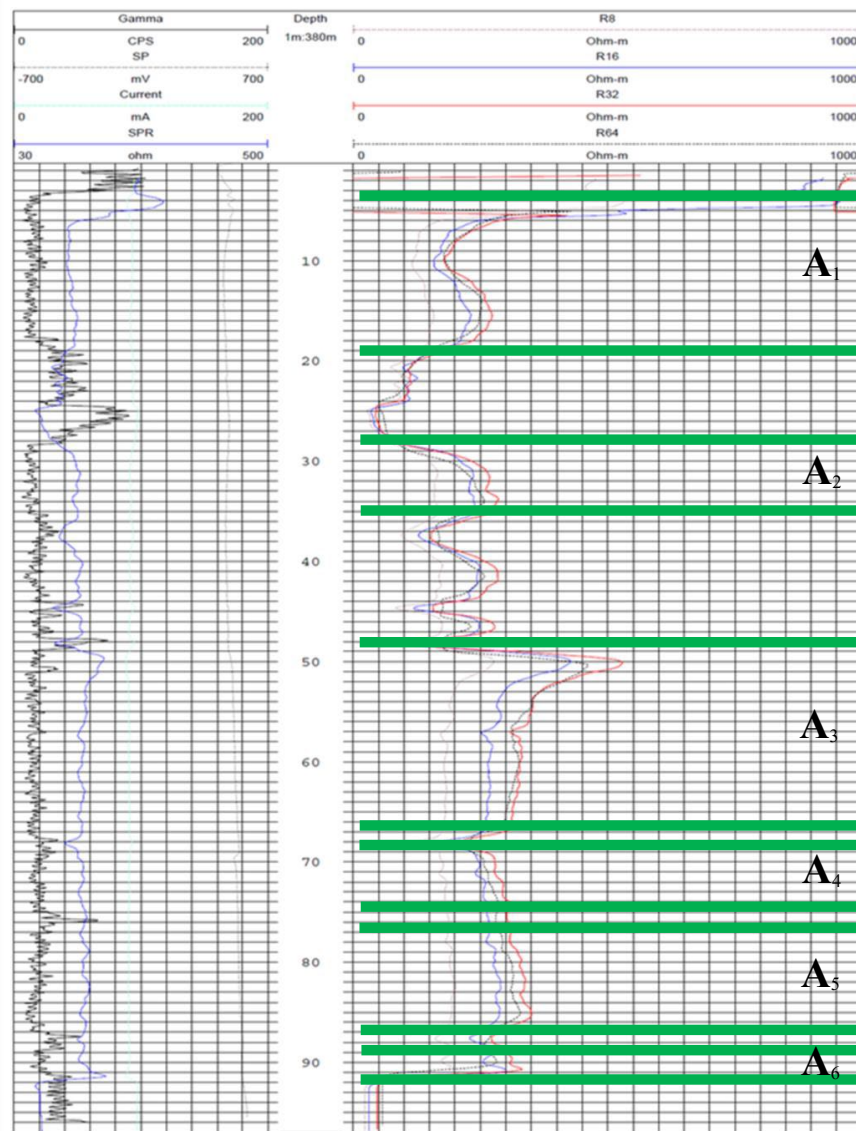 Gamma Depth R8
0 CPS 200 1m:380m 0 Ohm-m 1000
SP R16
-700 mV 700 0 Ohm-m 1000
Current R32
0 mA 200 0 Ohm-m 1000
SPR R64
30 ohm 500 0 Ohm-m 1000
10 A1
20
30 A2
40
50
60 A3
70 A4
80 A5
90 A6